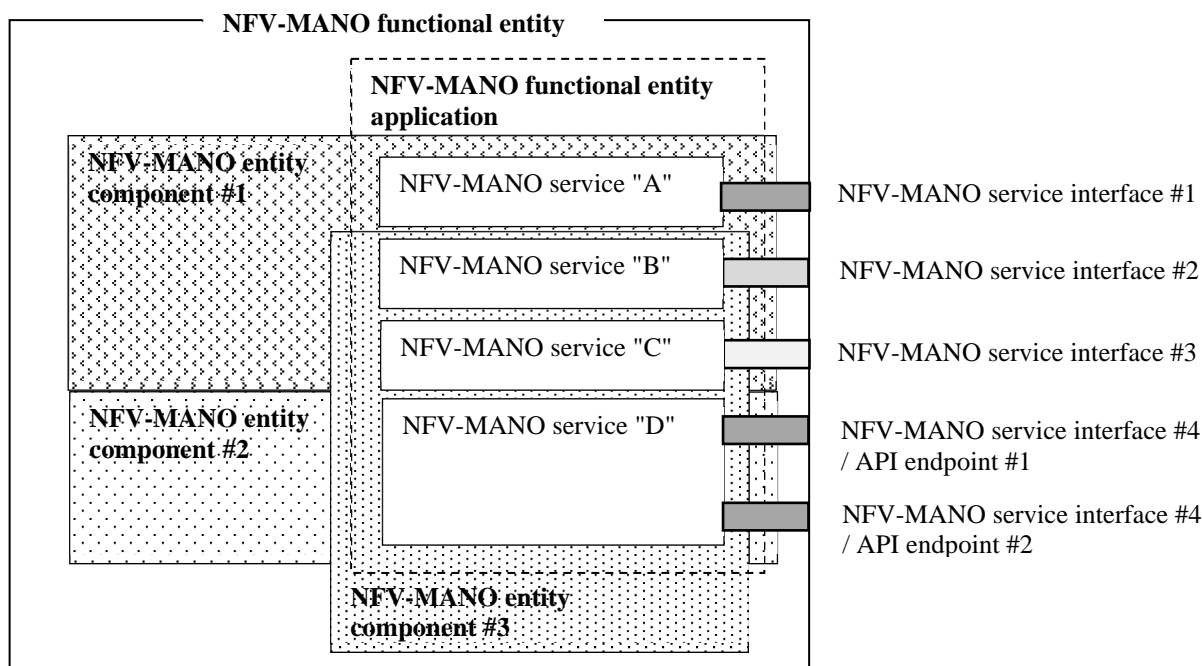 NFV-MANO functional entity
NFV-MANO functional entity
application
NFV-MANO entity
component #1
NFV-MANO service "A"
NFV-MANO service interface #1
NFV-MANO service "B"
NFV-MANO service interface #2
NFV-MANO service "C"
NFV-MANO service interface #3
NFV-MANO entity
component #2
NFV-MANO service "D"
NFV-MANO service interface #4
/ API endpoint #1
NFV-MANO service interface #4
/ API endpoint #2
NFV-MANO entity
component #3